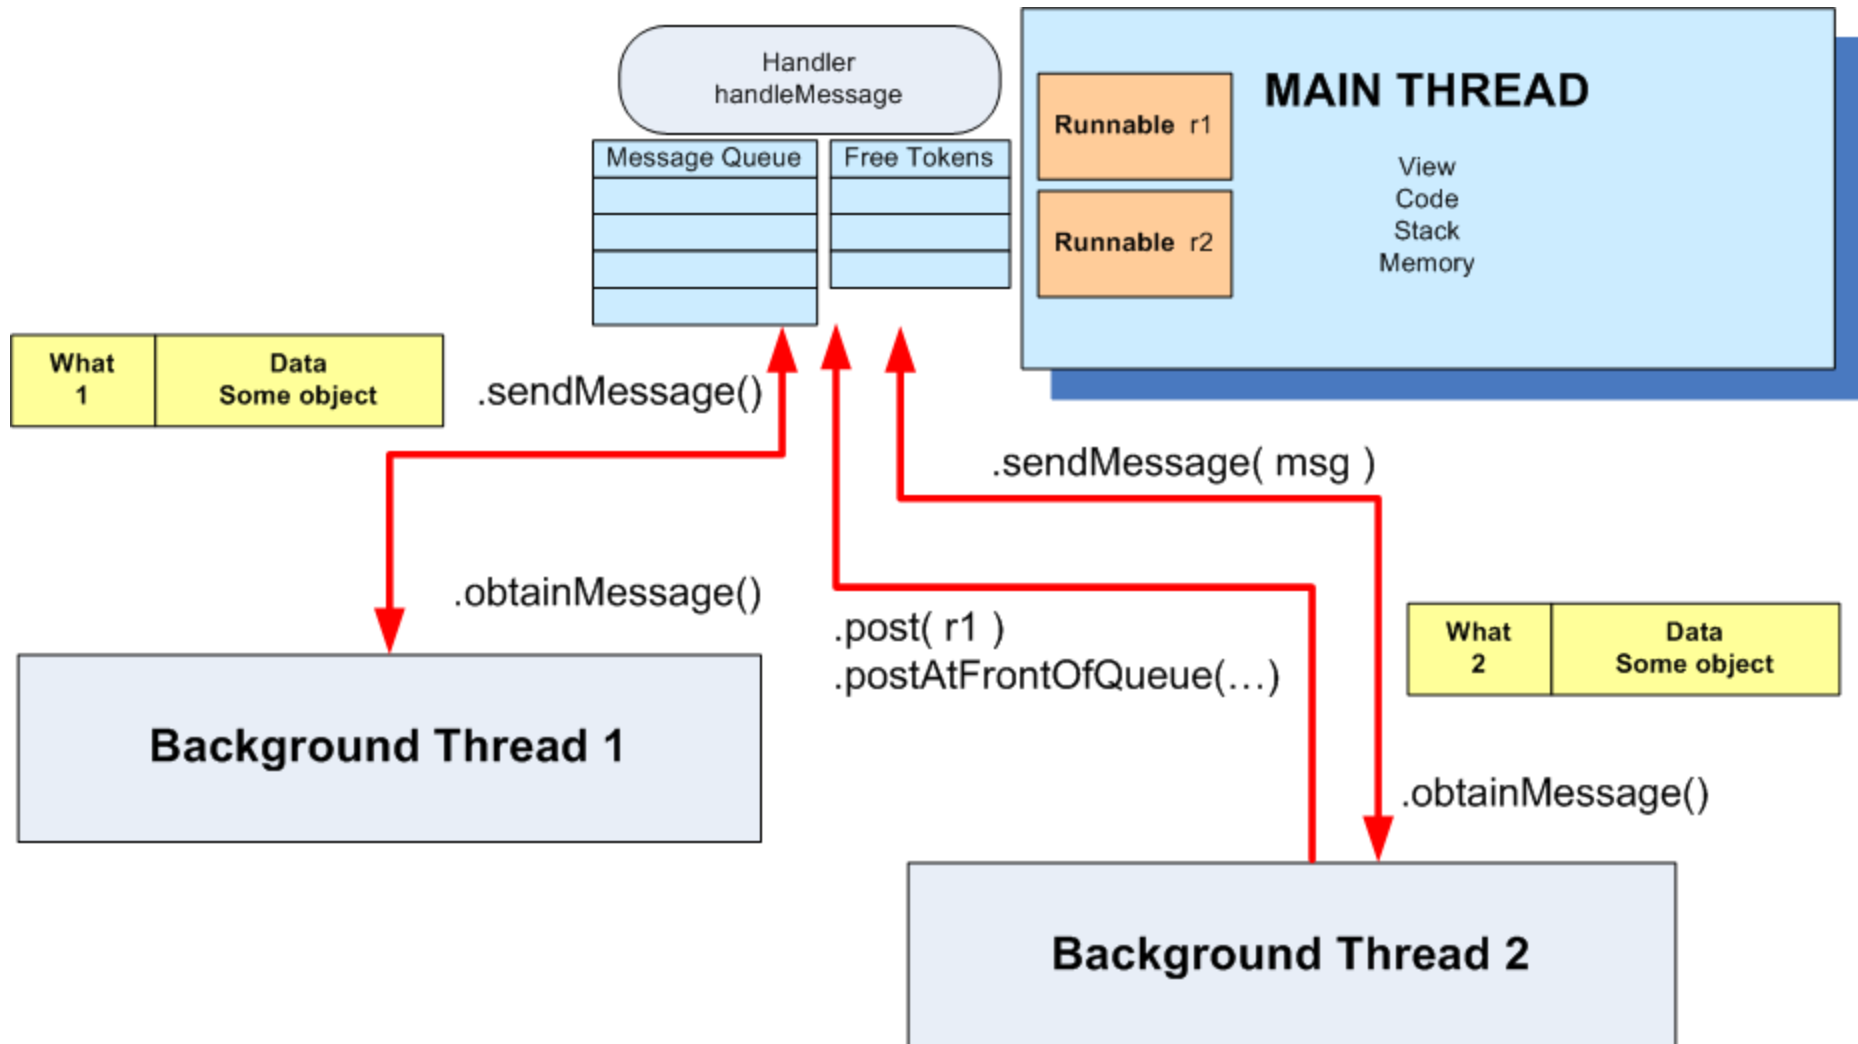 Handler
handleMessage
Message Queue
Free Tokens
MAIN THREAD
Runnable r1
Runnable r2
View
Code
Stack
Memory
What
1
Data
Some object
.sendMessage()
.sendMessage( msg )
.obtainMessage()
.post( r1 )
.postAtFrontOfQueue(…)
What
2
Data
Some object
Background Thread 1
.obtainMessage()
Background Thread 2